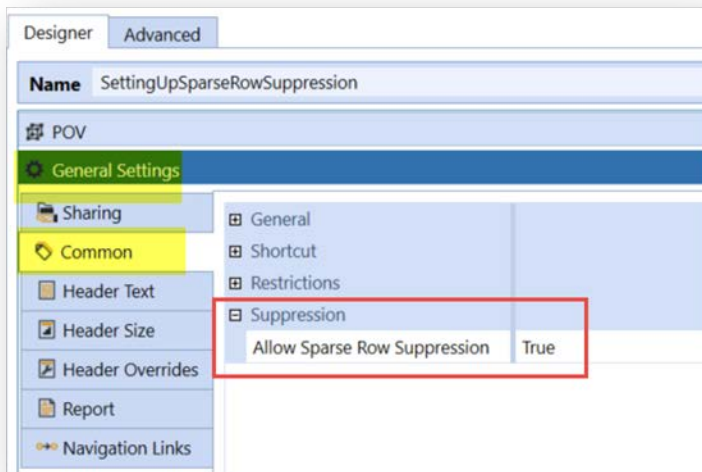 Designer Advanced
Name SettingUpSparseRowSuppression
POV
General Settings
Sharing
General
Common
Shortcut
Header Text
Restrictions
Header Size
Suppression
Allow Sparse Row Suppression True
Header Overrides
Report
Navigation Links